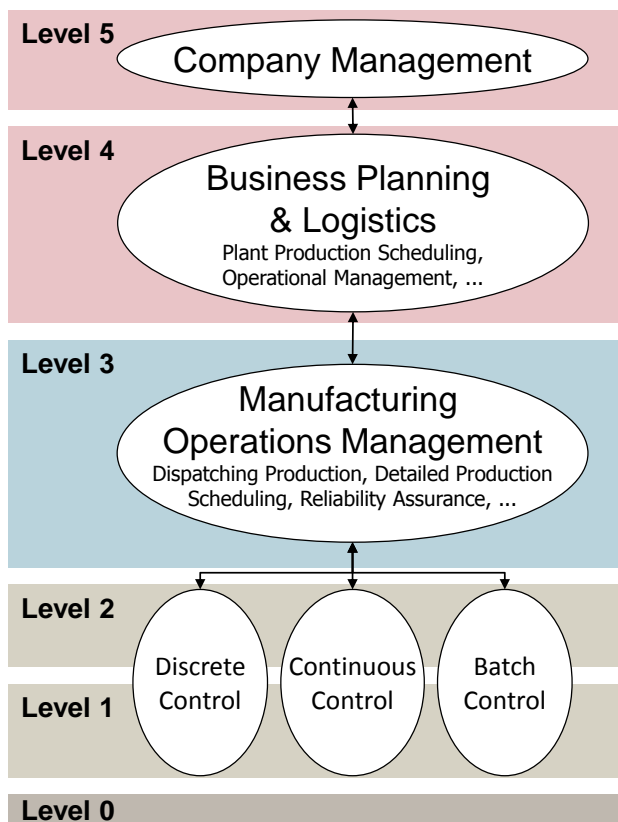 Level 5
Company Management
Level 4
Business Planning
& Logistics
Plant Production Scheduling,
Operational Management, ...
Level 3
Manufacturing
Operations Management
Dispatching Production, Detailed Production
Scheduling, Reliability Assurance, ...
Level 2
Discrete
Control
Continuous
Control
Batch
Control
Level 1
Level 0